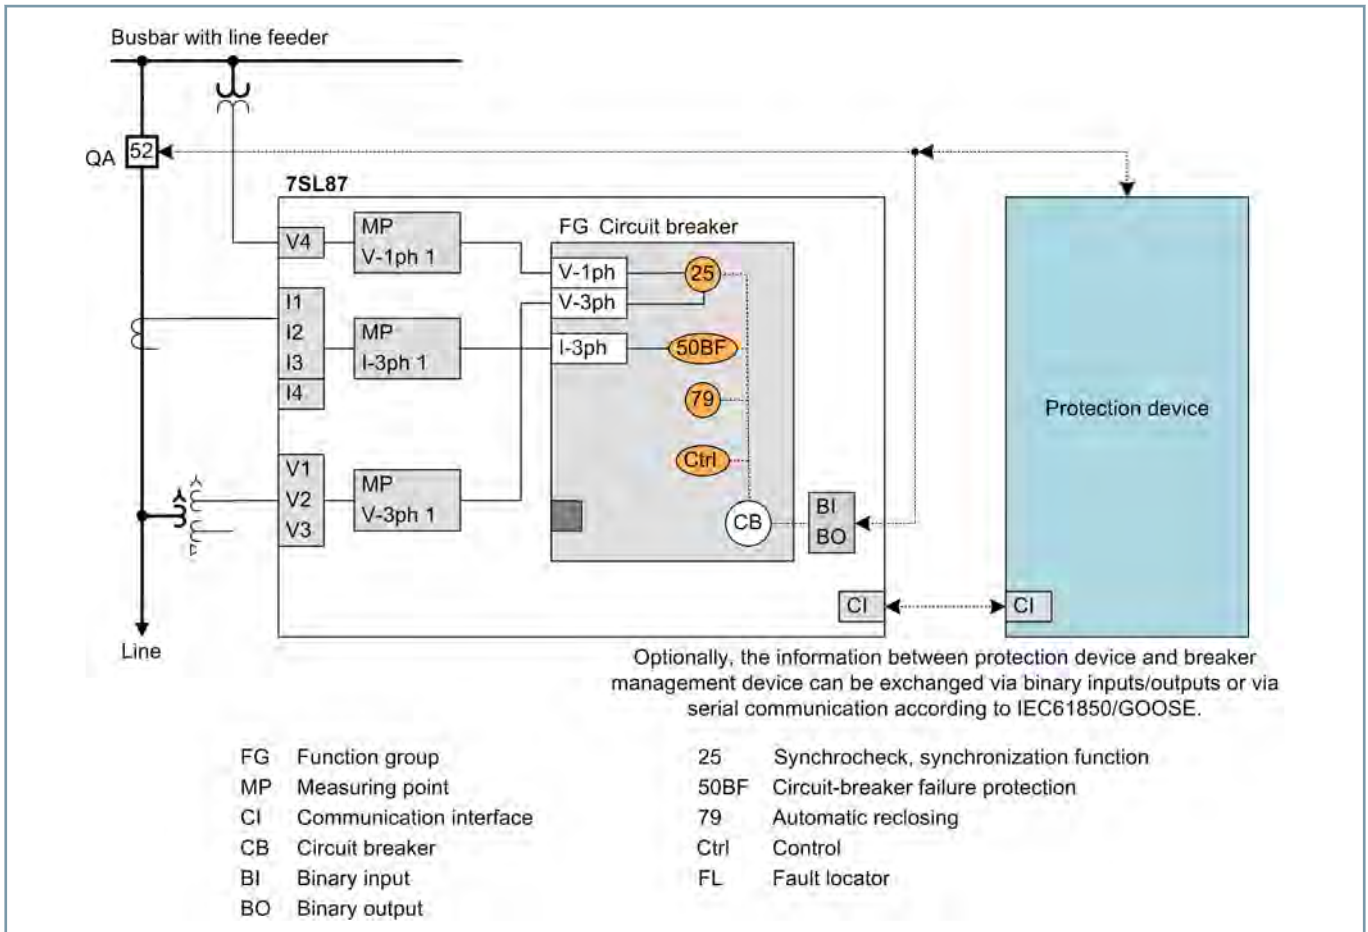 Busbar with line feeder
QA
52
7SL87
V4
MP
V-1ph 1
FG Circuit breaker
V-1ph
25
V-3ph
I1
I2
I3
I4
MP
I-3ph 1
I-3ph
50BF
79
Protection device
Ctrl
V1
V2
V3
MP
V-3ph 1
CB
BI
BO
CI
CI
Line
Optionally, the information between protection device and breaker
management device can be exchanged via binary inputs/outputs or via
serial communication according to IEC61850/GOOSE.
FG Function group
MP Measuring point
CI Communication interface
CB Circuit breaker
BI Binary input
BO Binary output
25 Synchrocheck, synchronization function
50BF Circuit-breaker failure protection
79 Automatic reclosing
Ctrl Control
FL Fault locator